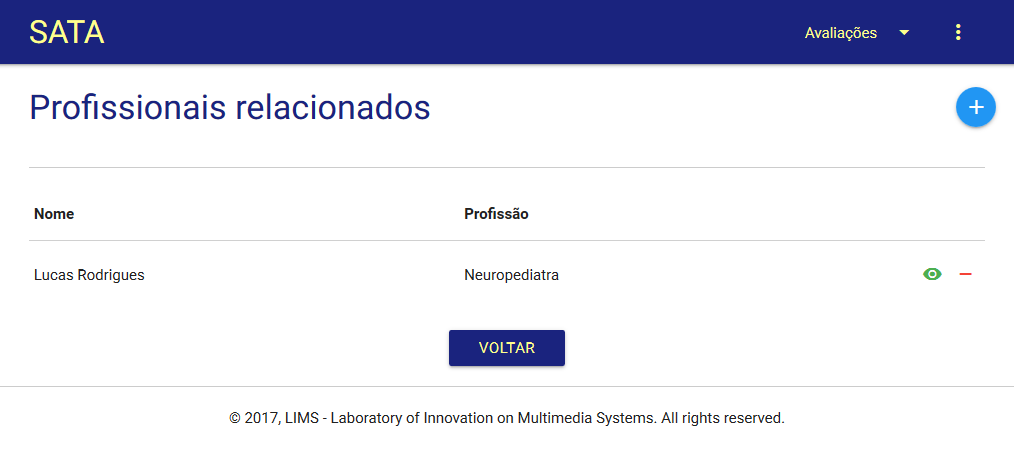 SATA
Avaliações
Profissionais relacionados
Nome Profissão
Lucas Rodrigues Neuropediatra
VOLTAR
© 2017, LIMS - Laboratory of Innovation on Multimedia Systems. All rights reserved.